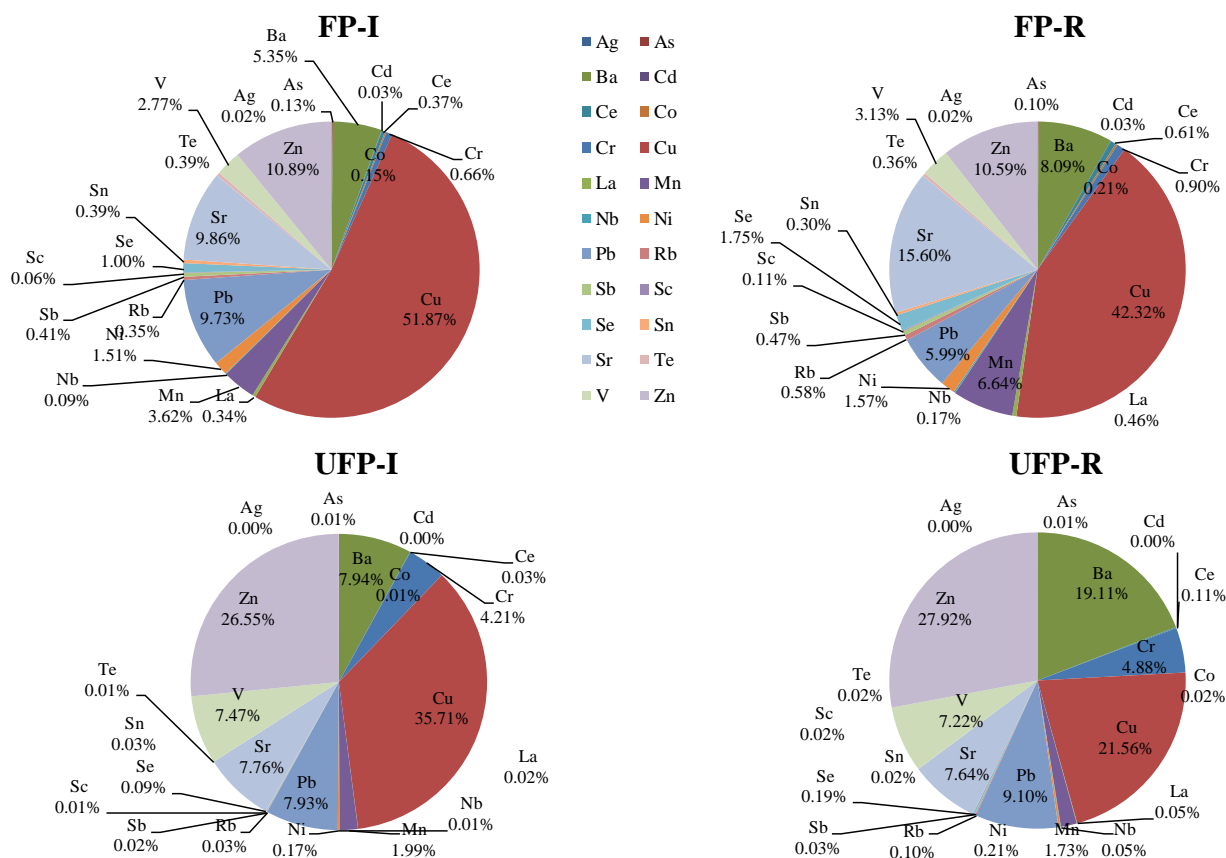 FP-I
Ba
5.35%
Cd
0.03%
Ce
0.37%
V
2.77%
Ag
0.02%
As
0.13%
Te
0.39%
Zn
10.89%
Co
0.15%
Cr
0.66%
Sn
0.39%
Sr
9.86%
Se
1.00%
Sc
0.06%
Cu
51.87%
Sb
0.41%
Rb
0.35%
Pb
9.73%
Ni
1.51%
Nb
0.09%
Mn
3.62%
La
0.34%
Ag As
Ba Cd
Ce Co
Cr Cu
La Mn
Nb Ni
Pb Rb
Sb Sc
Se Sn
Sr Te
V Zn
FP-R
V
3.13%
Ag
0.02%
As
0.10%
Cd
0.03%
Ce
0.61%
Te
0.36%
Zn
10.59%
Ba
8.09%
Co
0.21%
Cr
0.90%
Sn
0.30%
Se
1.75%
Sr
15.60%
Sc
0.11%
Cu
42.32%
Sb
0.47%
Pb
5.99%
Rb
0.58%
Ni
1.57%
Nb
0.17%
Mn
6.64%
La
0.46%
UFP-I
Ag
0.00%
As
0.01%
Cd
0.00%
Ce
0.03%
Ba
7.94%
Co
0.01%
Cr
4.21%
Zn
26.55%
Te
0.01%
V
7.47%
Cu
35.71%
Sn
0.03%
Sr
7.76%
La
0.02%
Se
0.09%
Sc
0.01%
Pb
7.93%
Sb
0.02%
Rb
0.03%
Ni
0.17%
Mn
1.99%
Nb
0.01%
UFP-R
Ag
0.00%
As
0.01%
Cd
0.00%
Ce
0.11%
Ba
19.11%
Zn
27.92%
Cr
4.88%
Co
0.02%
Te
0.02%
V
7.22%
Cu
21.56%
Sc
0.02%
Sn
0.02%
Sr
7.64%
Se
0.19%
Pb
9.10%
La
0.05%
Sb
0.03%
Rb
0.10%
Ni
0.21%
Mn
1.73%
Nb
0.05%